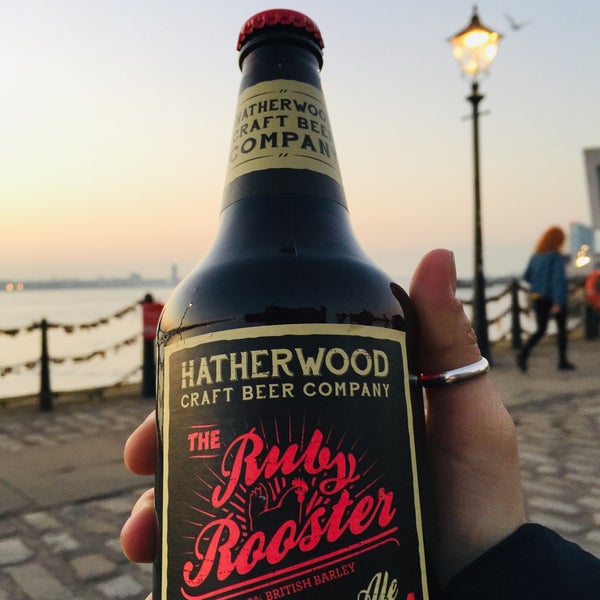 HATHERWOOD
CRAFT BEER
COMPANY
HATHERWOOD
CRAFT BEER COMPANY
THE
Ruby
Rooster
BRITISH BARLEY
Ale